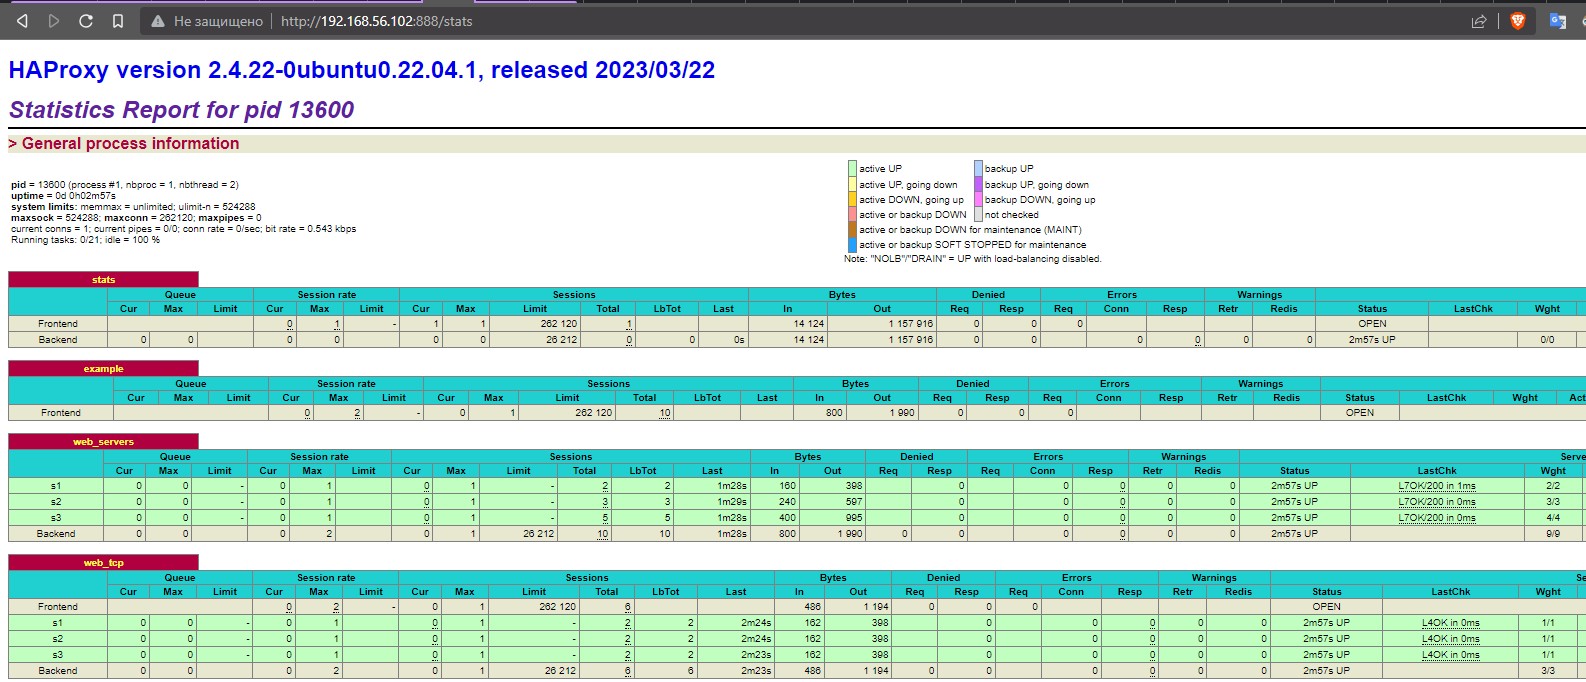 Не защищено http://192.168.56.102:888/stats
HAProxy version 2.4.22-0ubuntu0.22.04.1, released 2023/03/22
Statistics Report for pid 13600
> General process information
pid = 13600 (process #1, nbproc = 1, nbthread = 2)
uptime = 0d 0h02m57s
system limits: memmax = unlimited; ulimit-n = 524288
maxsock = 524288; maxconn = 262120; maxpipes = 0
current conns = 1; current pipes = 0/0; conn rate = 0/sec; bit rate = 0.543 kbps
Running tasks: 0/21; idle = 100 %
active UP backup UP
active UP, going down backup UP, going down
active DOWN, going up backup DOWN, going up
active or backup DOWN not checked
active or backup DOWN for maintenance (MAINT)
active or backup SOFT STOPPED for maintenance
Note: "NOLB"/"DRAIN" = UP with load-balancing disabled.
stats
Queue Session rate Sessions Bytes Denied Errors Warnings
Cur Max Limit Cur Max Limit Cur Max Limit Total LbTot Last In Out Req Resp Req Conn Resp Retr Redis Status LastChk Wght
Frontend 0 1 - 1 1 262 120 1 14 124 1 157 916 0 0 0 OPEN
Backend 0 0 0 0 0 0 26 212 0 0 0s 14 124 1 157 916 0 0 0 0 0 0 2m57s UP 0/0
example
Queue Session rate Sessions Bytes Denied Errors Warnings
Cur Max Limit Cur Max Limit Cur Max Limit Total LbTot Last In Out Req Resp Req Conn Resp Retr Redis Status LastChk Wght Act
Frontend 0 2 - 0 1 262 120 10 800 1 990 0 0 0 OPEN
web_servers
Queue Session rate Sessions Bytes Denied Errors Warnings Serve
Cur Max Limit Cur Max Limit Cur Max Limit Total LbTot Last In Out Req Resp Req Conn Resp Retr Redis Status LastChk Wght
s1 0 0 - 0 1 0 1 - 2 2 1m28s 160 398 0 0 0 0 0 2m57s UP L7OK/200 in 1ms 2/2
s2 0 0 - 0 1 0 1 - 3 3 1m29s 240 597 0 0 0 0 0 2m57s UP L7OK/200 in 0ms 3/3
s3 0 0 - 0 1 0 1 - 5 5 1m28s 400 995 0 0 0 0 0 2m57s UP L7OK/200 in 0ms 4/4
Backend 0 0 0 2 0 1 26 212 10 10 1m28s 800 1 990 0 0 0 0 0 0 2m57s UP 9/9
web_tcp
Queue Session rate Sessions Bytes Denied Errors Warnings Se
Cur Max Limit Cur Max Limit Cur Max Limit Total LbTot Last In Out Req Resp Req Conn Resp Retr Redis Status LastChk Wght
Frontend 0 2 - 0 1 262 120 6 486 1 194 0 0 0 OPEN
s1 0 0 - 0 1 0 1 - 2 2 2m24s 162 398 0 0 0 0 0 2m57s UP L4OK in 0ms 1/1
s2 0 0 - 0 1 0 1 - 2 2 2m24s 162 398 0 0 0 0 0 2m57s UP L4OK in 0ms 1/1
s3 0 0 - 0 1 0 1 - 2 2 2m23s 162 398 0 0 0 0 0 2m57s UP L4OK in 0ms 1/1
Backend 0 0 0 2 0 1 26 212 6 6 2m23s 486 1 194 0 0 0 0 0 0 2m57s UP 3/3